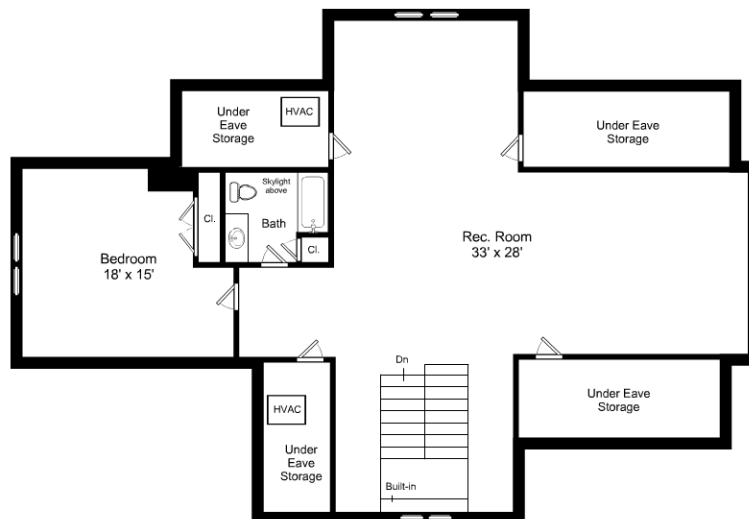 Under
Eave
Storage
HVAC
Under Eave
Storage
Skylight
above
Cl.
Bath
Cl.
Rec. Room
33' x 28'
Bedroom
18' x 15'
Dn
Under Eave
Storage
HVAC
Under
Eave
Storage
Built-in